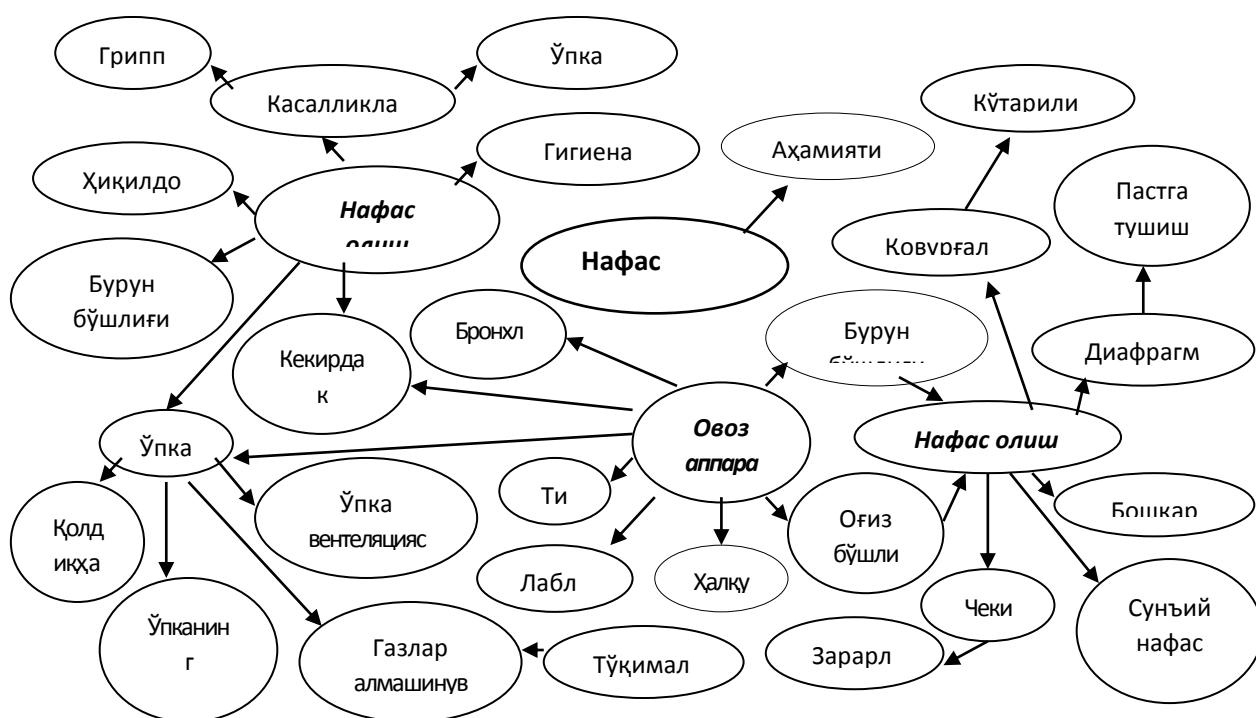 Грипп
Ўпка
Касалликла
Кўтарили
Гигиена
Аҳамияти
Ҳиқилдо
Пастга
тушиш
Нафас
олиш
Нафас
Ковурғал
Бурун
бўшлиғи
Бронхл
Бурун
Диафрагм
Кекирда
к
Ўпка
Овоз
аппара
Нафас олиш
Ти
Ўпка
вентеляцияс
Қолд
иқҳа
Оғиз
бўшли
Бошқар
Лабл
Ҳалқу
Чеки
Сунъий
нафас
Ўпканин
г
Газлар
алмашинув
Тўқимал
Зарарл